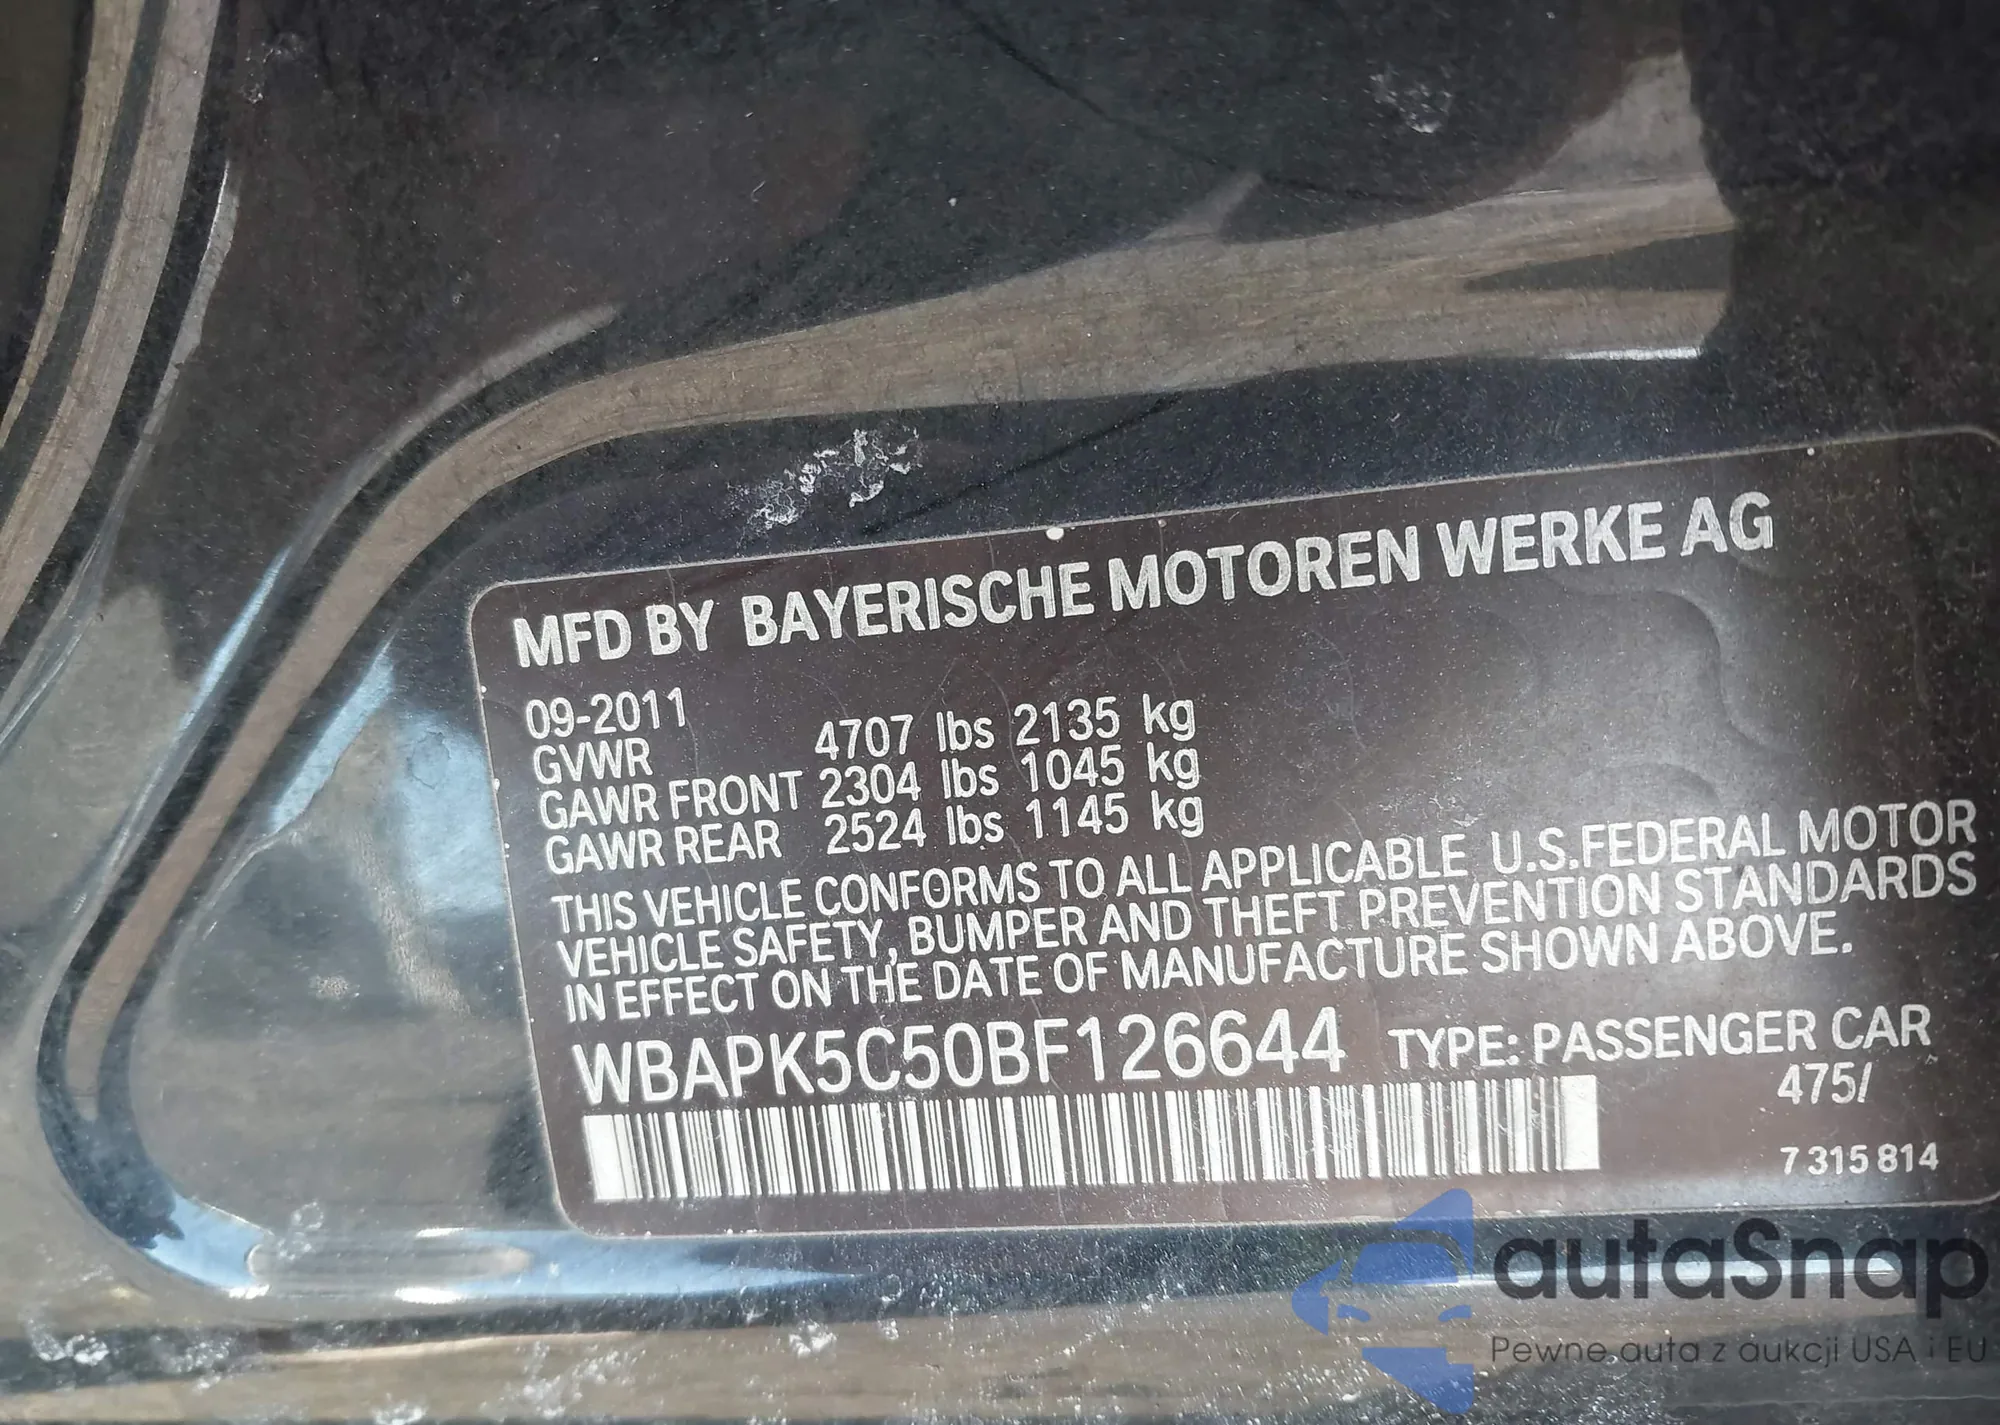 MFD BY BAYERISCHE MOTOREN WERKE AG
09-2011
GVWR 4707 lbs 2135 kg
GAWR FRONT 2304 lbs 1045 kg
GAWR REAR 2524 lbs 1145 kg
THIS VEHICLE CONFORMS TO ALL APPLICABLE U.S.FEDERAL MOTOR
VEHICLE SAFETY, BUMPER AND THEFT PREVENTION STANDARDS
IN EFFECT ON THE DATE OF MANUFACTURE SHOWN ABOVE.
WBAPK5C50BF126644 TYPE: PASSENGER CAR
475/
7 315 814
autaSnap
Pewne auta z aukcji USA i EU